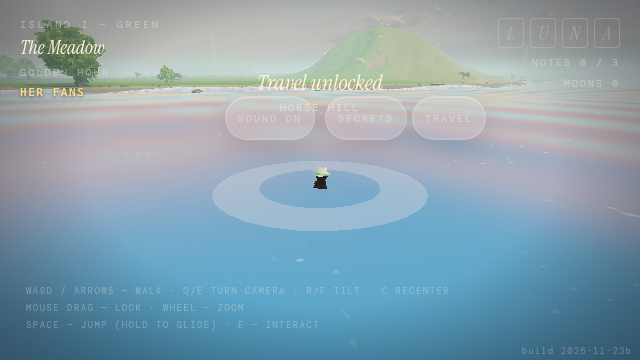 ISLAND I — GREEN
The Meadow
GOLDEN HOUR
HER FANS
L U N A
NOTES 0 / 3
MOONS 0
Travel unlocked
HORSE HILL
SOUND ON
SECRETS
TRAVEL
WASD / ARROWS — WALK · Q/E TURN CAMERA · R/F TILT · C RECENTER
MOUSE DRAG — LOOK · WHEEL — ZOOM
SPACE — JUMP (HOLD TO GLIDE) · E — INTERACT
build 2026-11-23b